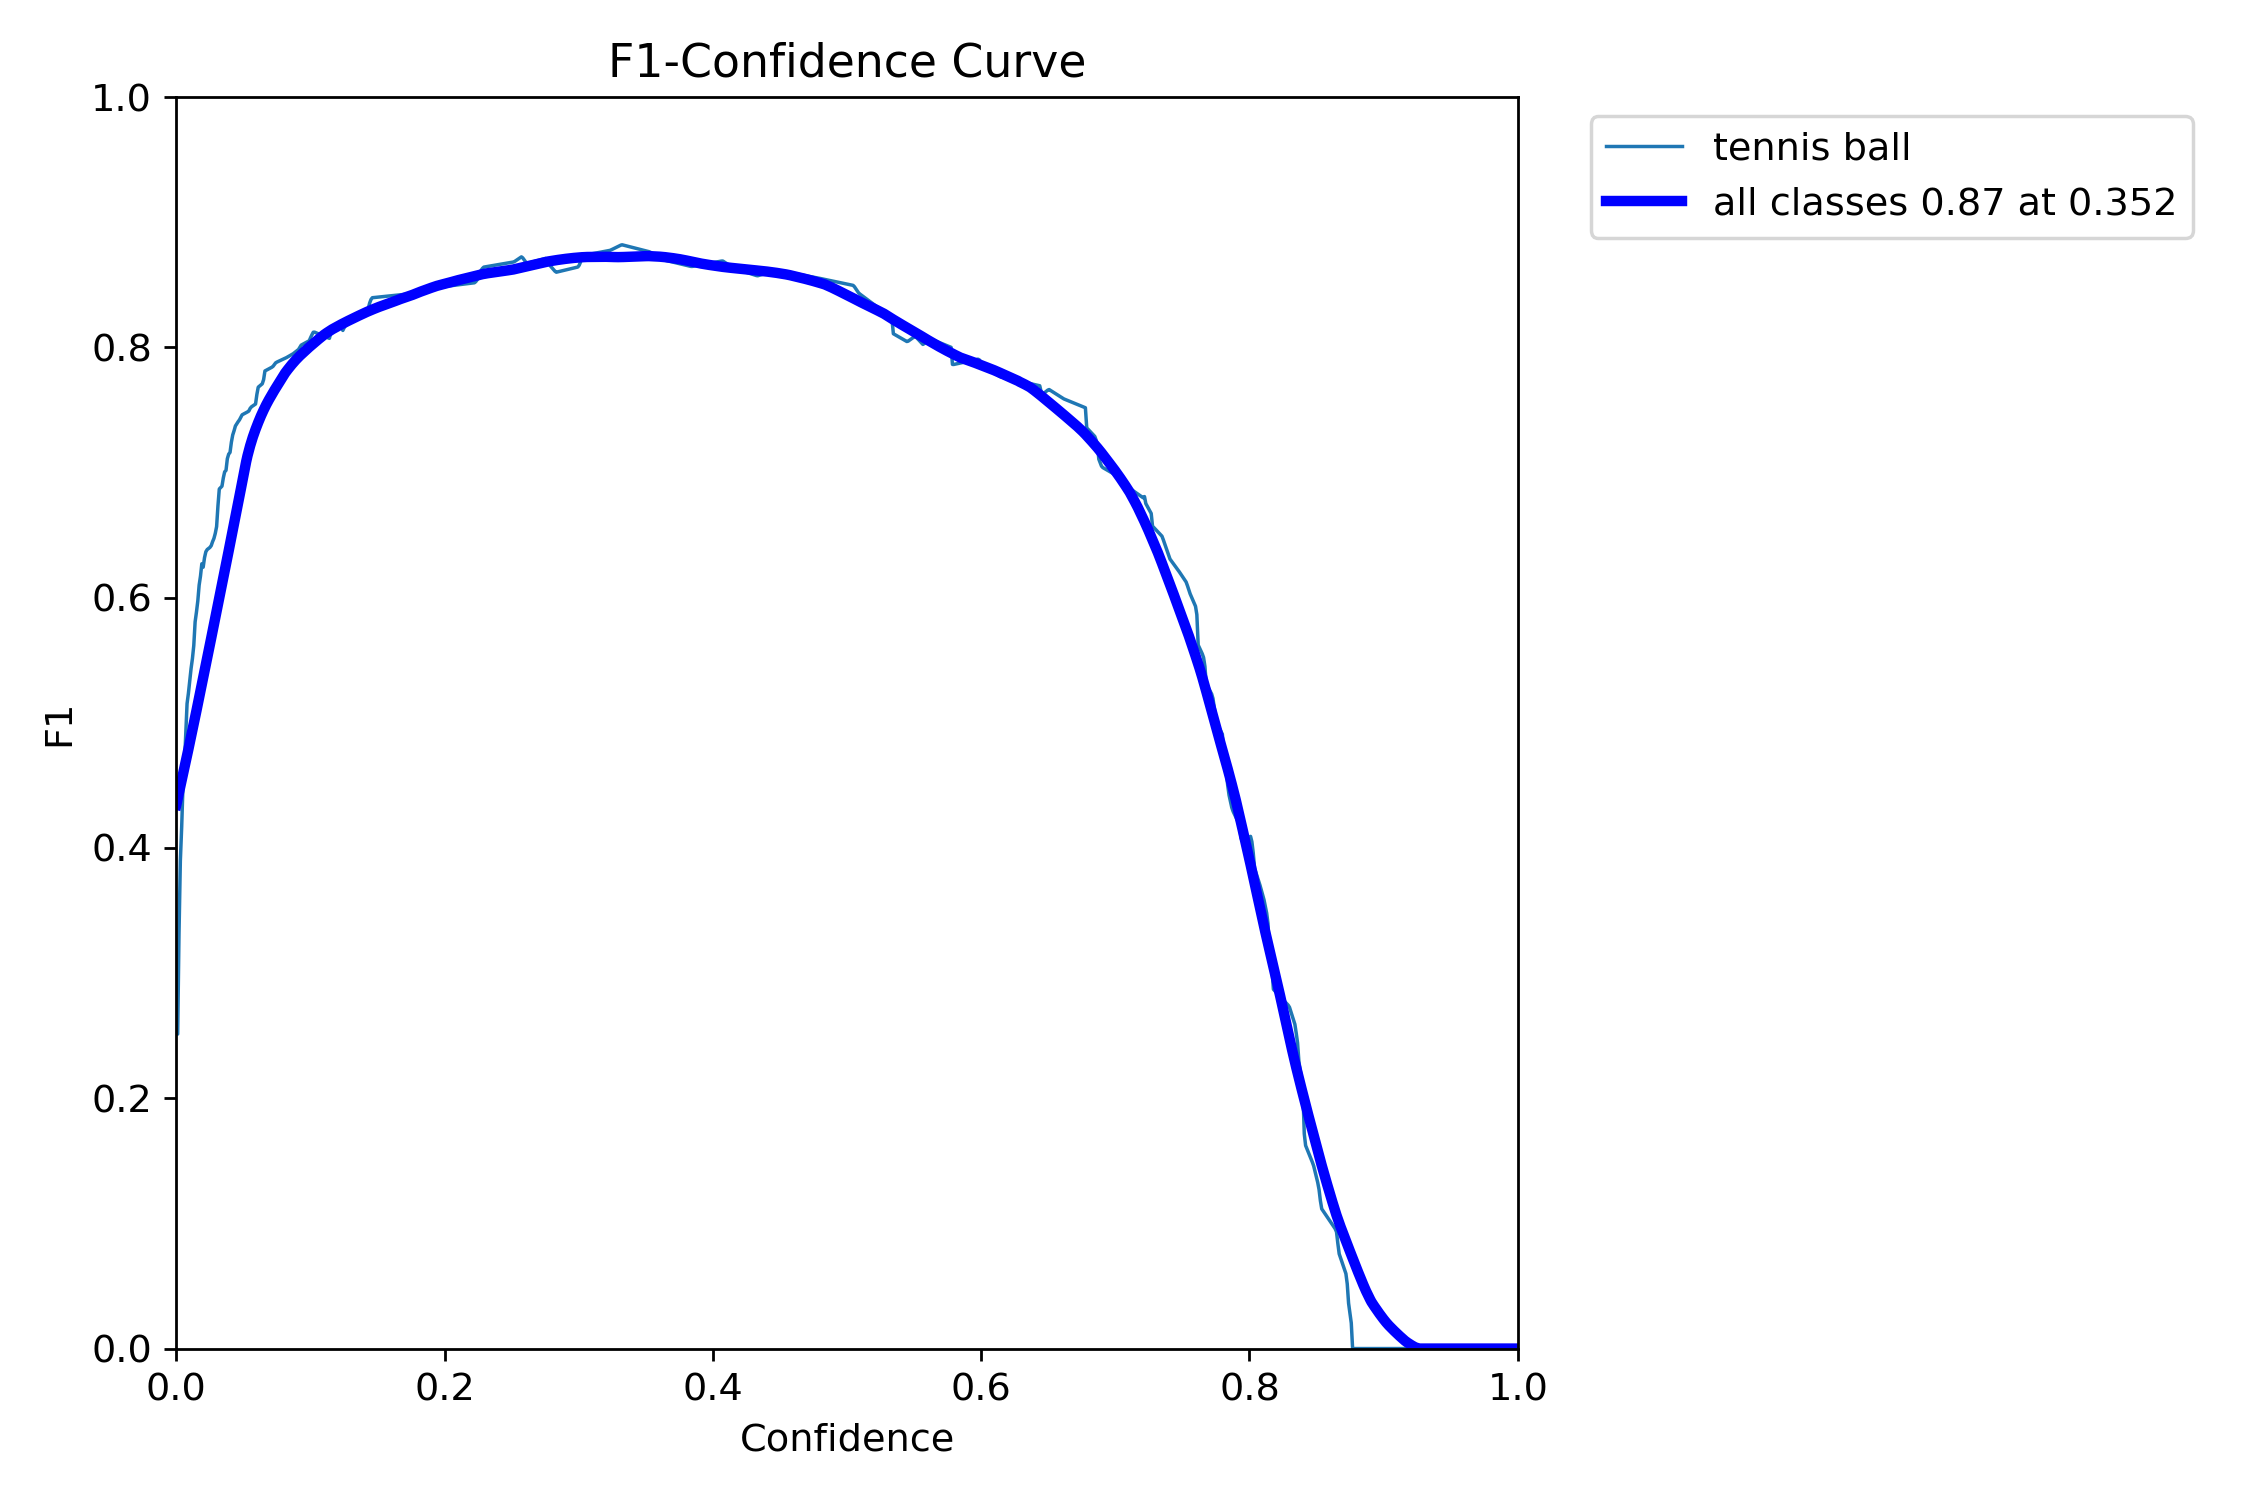 F1-Confidence Curve
1.0
0.8
0.6
0.4
0.2
0.0
F1
0.0 0.2 0.4 0.6 0.8 1.0
Confidence
tennis ball
all classes 0.87 at 0.352